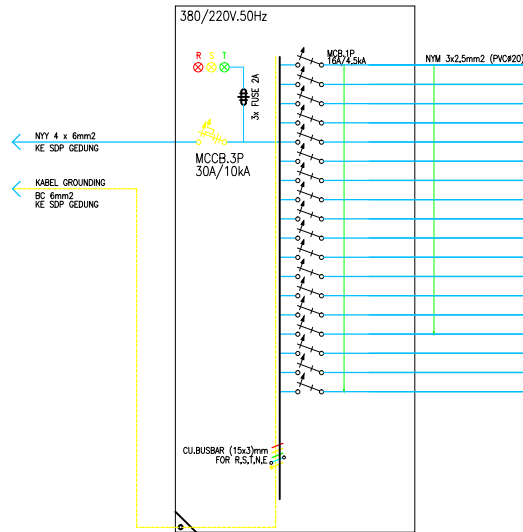 380/220V.50Hz
R S T
3x FUSE 2A
MCB.1P
16A/4,5kA
NYM 3x2,5mm2 (PVC#20)
NYY 4 x 6mm2
KE SDP GEDUNG
MCCB.3P
30A/10kA
KABEL GROUNDING
BC 6mm2
KE SDP GEDUNG
CU.BUSBAR (15x3)mm
FOR R,S,T,N,E